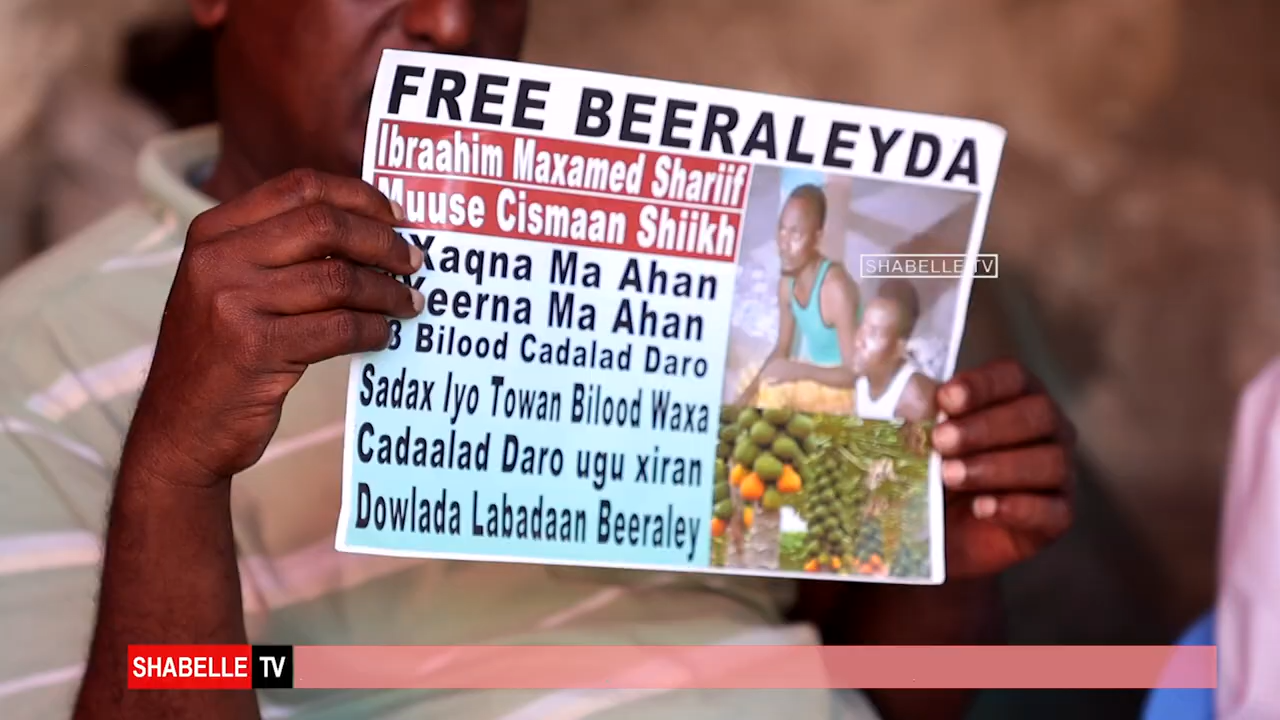 FREE BEERALEYDA
Ibraahim Maxamed Shariif
Muuse Cismaan Shiikh
Xaqna Ma Ahan
Xeerna Ma Ahan
3 Bilood Cadalad Daro
Sadax Iyo Towan Bilood Waxa
Cadaalad Daro ugu xiran
Dowlada Labadaan Beeraley
SHABELLE TV
SHABELLE TV